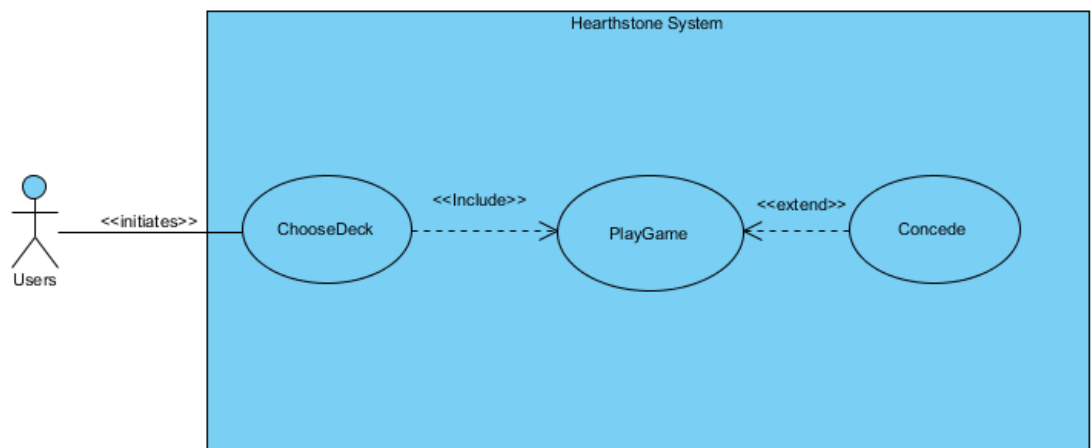 Hearthstone System
<<initiates>>
ChooseDeck
<<Include>>
PlayGame
<<extend>>
Concede
Users